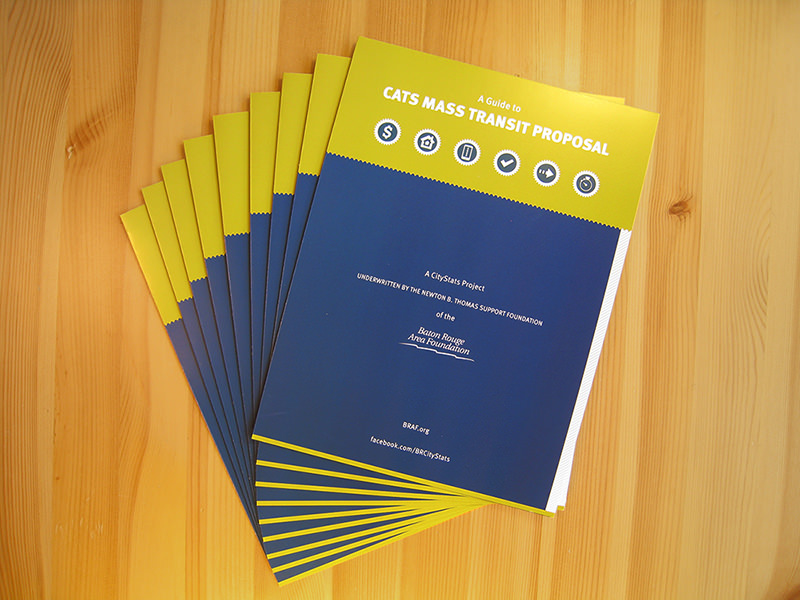 A Guide to
CATS MASS TRANSIT PROPOSAL
$
A CityStats Project
UNDERWRITTEN BY THE NEWTON B. THOMAS SUPPORT FOUNDATION
of the
Baton Rouge
Area Foundation
BRAF.org
facebook.com/BRCityStats